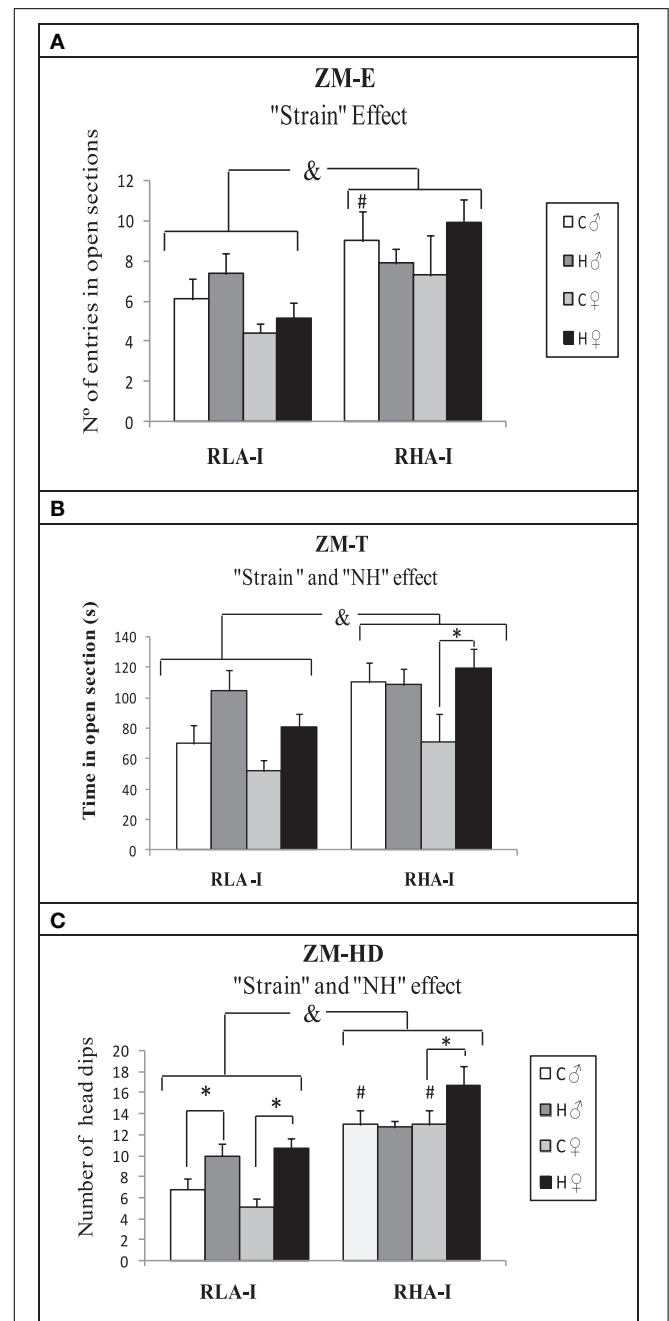 A
ZM-E
"Strain" Effect
&
Nº of entries in open sections
12
10
8
6
4
2
0
#
RLA-I
RHA-I
C♂
H♂
C♀
H♀
B
ZM-T
"Strain" and "NH" effect
&
Time in open section (s)
140
120
100
80
60
40
20
0
*
RLA-I
RHA-I
C
ZM-HD
"Strain" and "NH" effect
&
Number of head dips
20
18
16
14
12
10
8
6
4
2
0
* * # # *
RLA-I
RHA-I
C♂
H♂
C♀
H♀